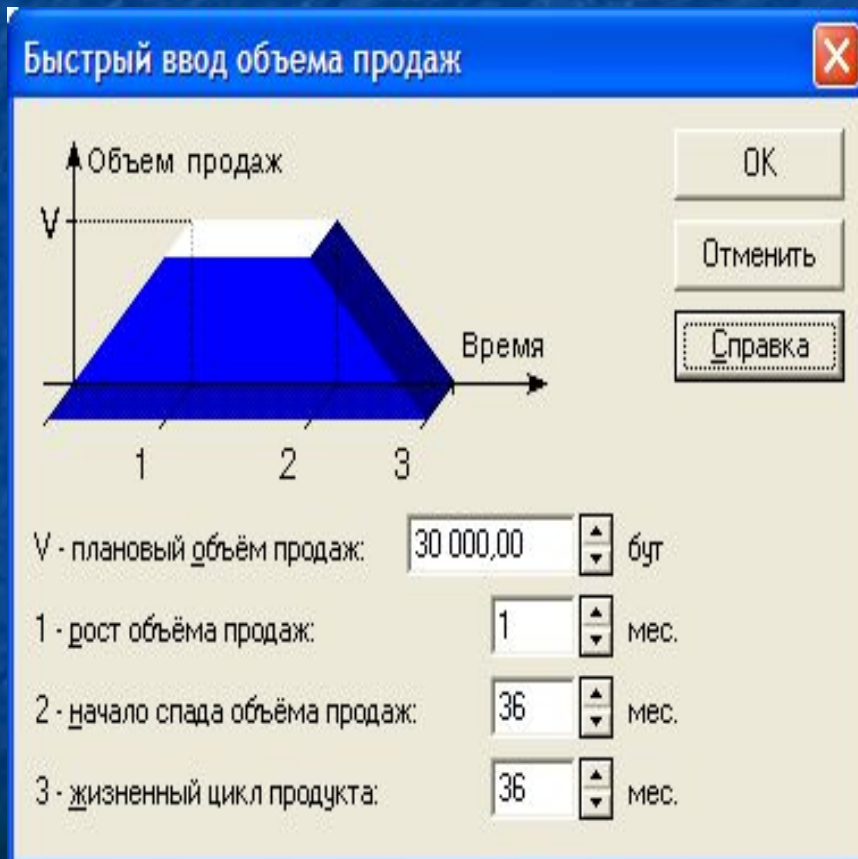 Быстрый ввод объема продаж
Объем продаж
OK
V
Отменить
Время
Справка
1 2 3
V - плановый объём продаж: 30 000,00 бут
1 - рост объёма продаж: 1 мес.
2 - начало спада объёма продаж: 36 мес.
3 - жизненный цикл продукта: 36 мес.